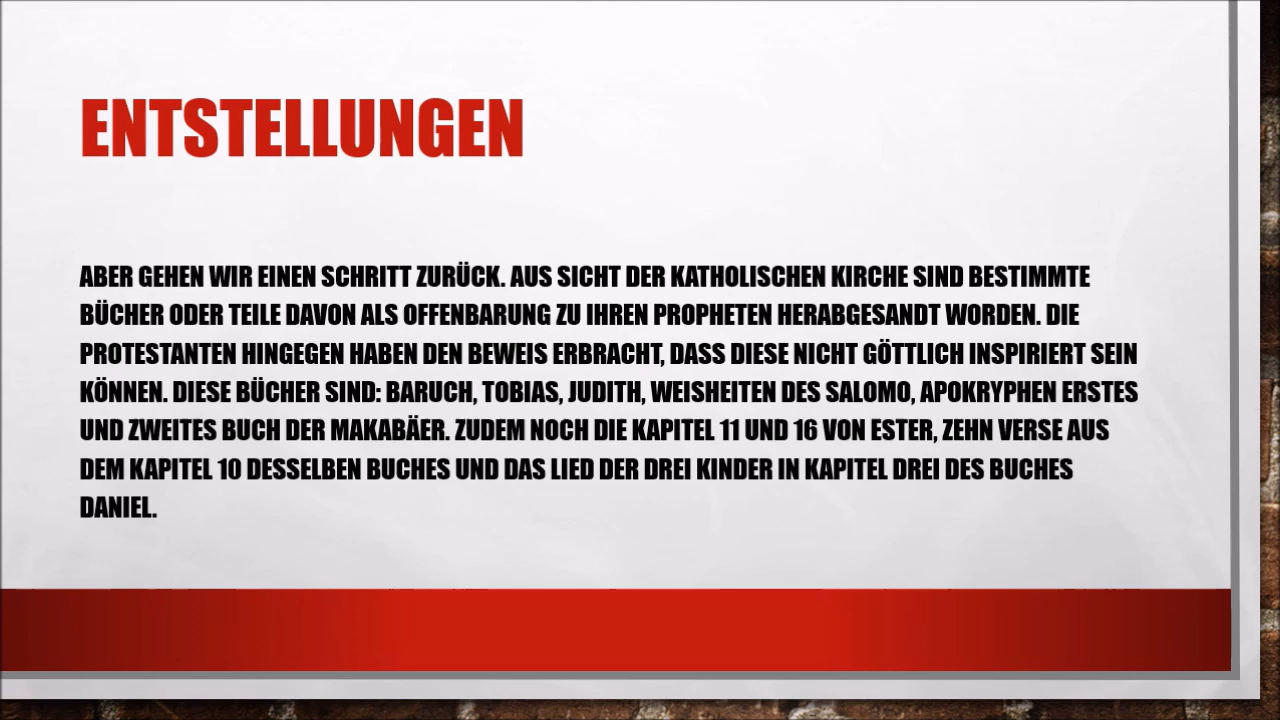 ENTSTELLUNGEN
ABER GEHEN WIR EINEN SCHRITT ZURÜCK. AUS SICHT DER KATHOLISCHEN KIRCHE SIND BESTIMMTE
BÜCHER ODER TEILE DAVON ALS OFFENBARUNG ZU IHREN PROPHETEN HERABGESANDT WORDEN. DIE
PROTESTANTEN HINGEGEN HABEN DEN BEWEIS ERBRACHT, DASS DIESE NICHT GÖTTLICH INSPIRIERT SEIN
KÖNNEN. DIESE BÜCHER SIND: BARUCH, TOBIAS, JUDITH, WEISHEITEN DES SALOMO, APOKRYPHEN ERSTES
UND ZWEITES BUCH DER MAKABÄER. ZUDEM NOCH DIE KAPITEL 11 UND 16 VON ESTER, ZEHN VERSE AUS
DEM KAPITEL 10 DESSELBEN BUCHES UND DAS LIED DER DREI KINDER IN KAPITEL DREI DES BUCHES
DANIEL.